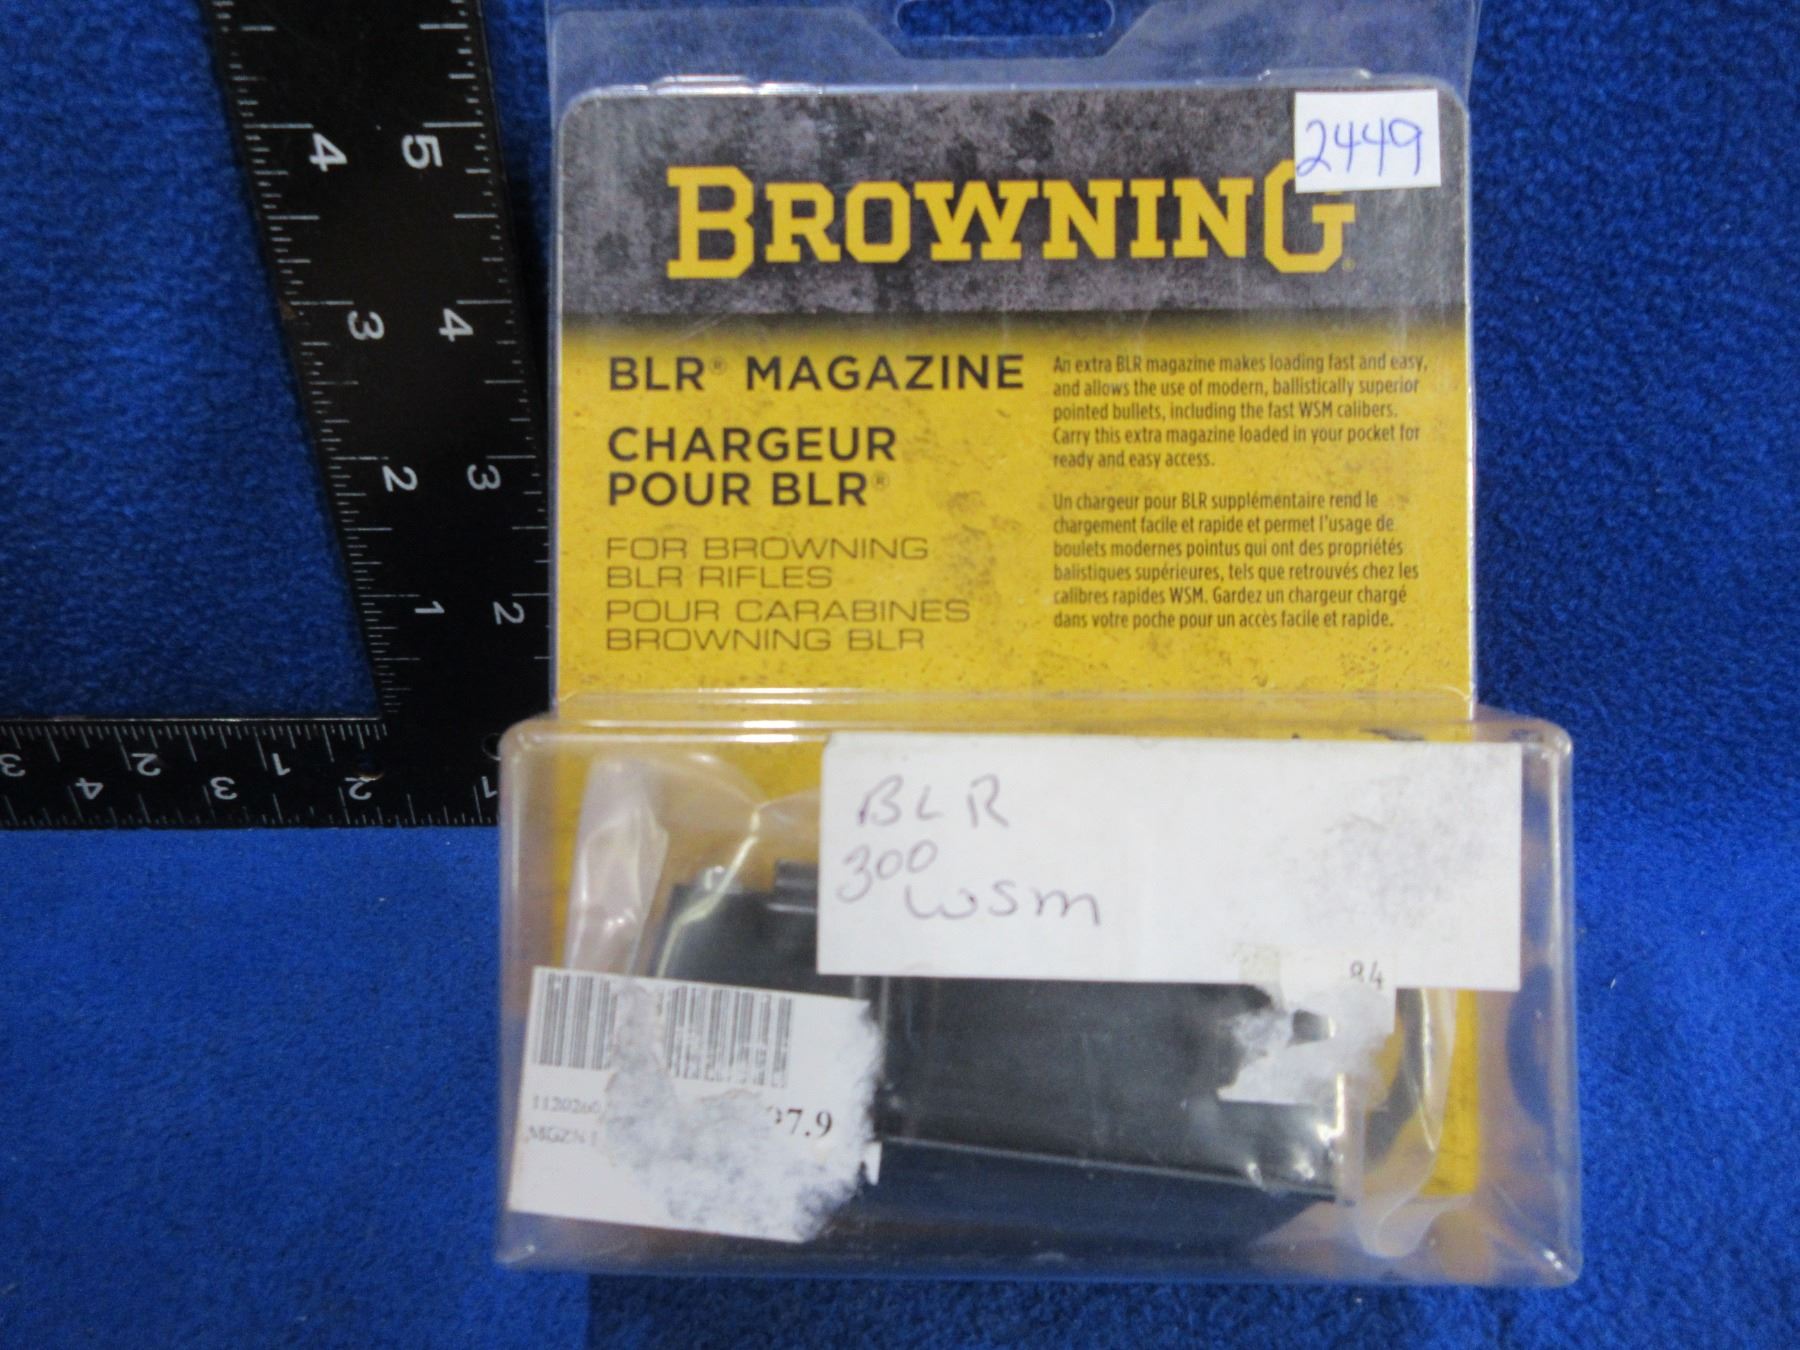 2449
BROWNING®
BLR® MAGAZINE
CHARGEUR
POUR BLR®
FOR BROWNING
BLR RIFLES
POUR CARABINES
BROWNING BLR
An extra BLR magazine makes loading fast and easy,
and allows the use of modern, ballistically superior
pointed bullets, including the fast WSM calibers.
Carry this extra magazine loaded in your pocket for
ready and easy access.
Un chargeur pour BLR supplémentaire rend le
chargement facile et rapide et permet l'usage de
boulets modernes pointus qui ont des propriétés
balistiques supérieures, tels que retrouvés chez les
calibres rapides WSM. Gardez un chargeur chargé
dans votre poche pour un accès facile et rapide.
BLR
300
WSM
84
1120260
97.9
MGZN
4 5
3 4
2 3
1 2
3 2 1
4 3 2 1